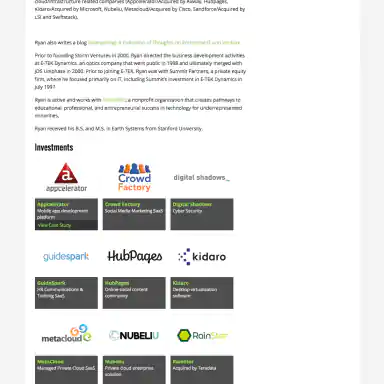 cloud/infrastructure related companies (Appcelerator/Acquired by Axway, HubPages,
Kidaro/Acquired by Microsoft, Nubeliu, Metacloud/Acquired by Cisco, Sandforce/Acquired by
LSI and Swiftstack).
Ryan also writes a blog
Prior to founding Storm Ventures in 2000, Ryan directed the business development activities
at E-TEK, an optics company that went public in 1998 and ultimately merged with
JDS Uniphase in 2000. Prior to joining E-TEK, Ryan was with Summit Partners, a private equity
firm, where he focused primarily on IT, including Summit's investment in E-TEK Dynamics in
July 1997.
Ryan is active and works with a nonprofit organization that creates pathways to
educational, professional, and entrepreneurial success in technology for underrepresented
minorities.
Ryan received his B.S. and M.S. in Earth Systems from Stanford University.
Investments
appcelerator
Crowd
Factory
digital shadows_
Appcelerator
Mobile app development
platform
View Case Study
Crowd Factory
Social Media Marketing SaaS
Digital Shadows
Cyber Security
guidespark
HubPages
kidaro
GuideSpark
HR Communications &
Training SaaS
HubPages
Online social content
community
Kidaro
Desktop virtualization
software
metacloud
NUBELIU
RainStor
MetaCloud
Managed Private Cloud SaaS
Nubeliu
Private cloud enterprise
solution
RainStor
Acquired by Teradata